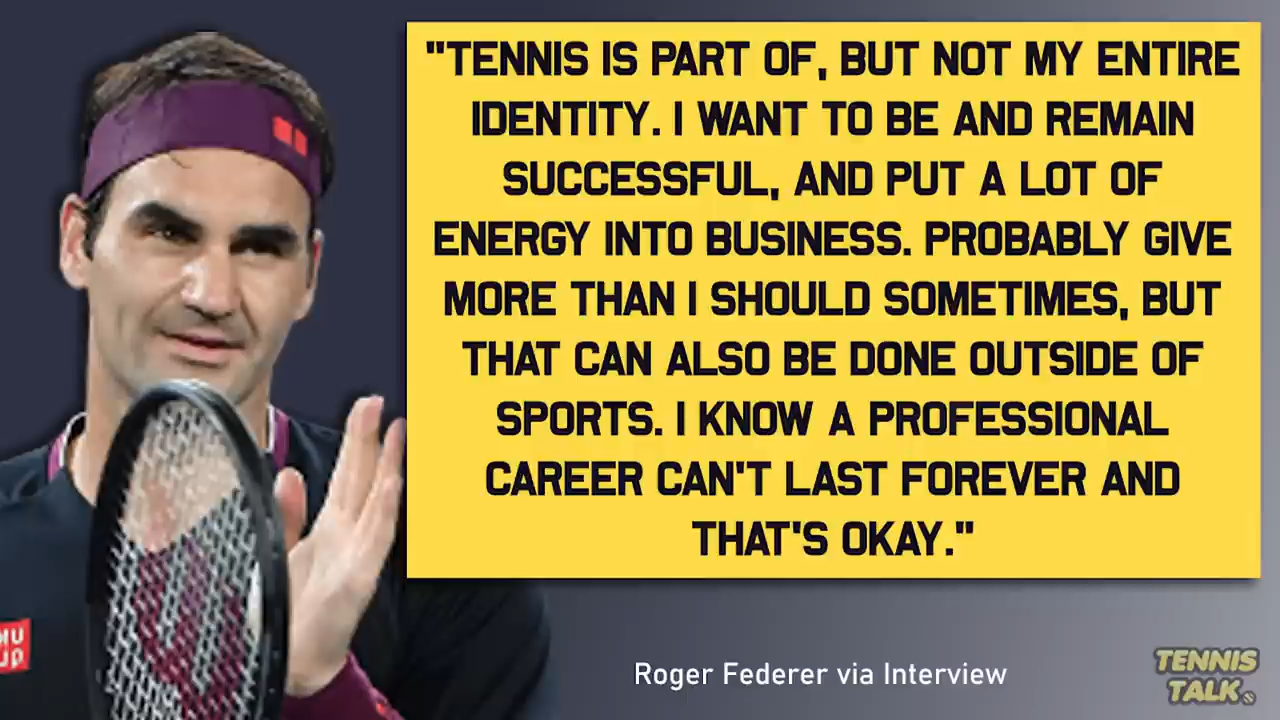 "TENNIS IS PART OF, BUT NOT MY ENTIRE
IDENTITY. I WANT TO BE AND REMAIN
SUCCESSFUL, AND PUT A LOT OF
ENERGY INTO BUSINESS. PROBABLY GIVE
MORE THAN I SHOULD SOMETIMES, BUT
THAT CAN ALSO BE DONE OUTSIDE OF
SPORTS. I KNOW A PROFESSIONAL
CAREER CAN'T LAST FOREVER AND
THAT'S OKAY."
Roger Federer via Interview
TENNIS
TALK